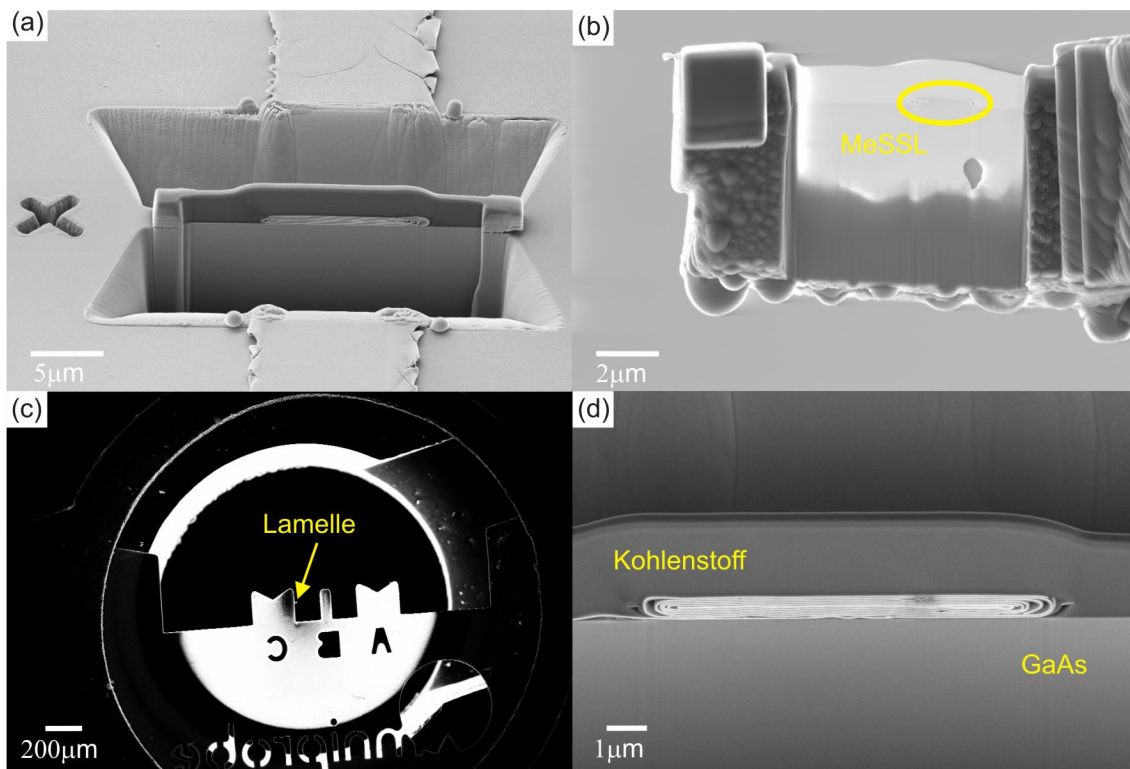 (a)
5µm
(b)
MeSSL
2µm
(c)
Lamelle
C B A
200µm
(d)
Kohlenstoff
GaAs
1µm